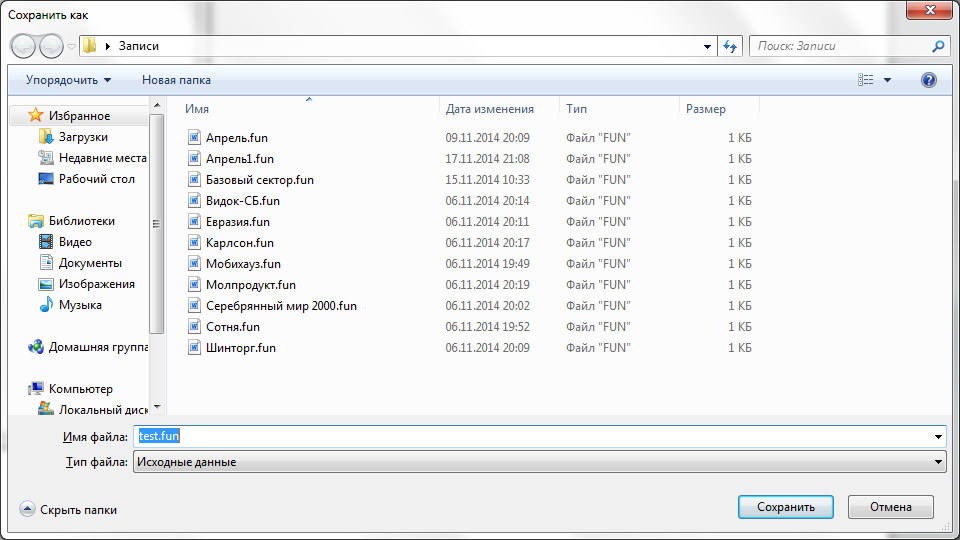 Сохранить как
Записи
Поиск: Записи
Упорядочить
Новая папка
Имя Дата изменения Тип Размер
Избранное
Загрузки
Недавние места
Рабочий стол
Библиотеки
Видео
Документы
Изображения
Музыка
Домашняя группа
Компьютер
Локальный диск
Апрель.fun 09.11.2014 20:09 Файл "FUN" 1 КБ
Апрель1.fun 17.11.2014 21:08 Файл "FUN" 1 КБ
Базовый сектор.fun 15.11.2014 10:33 Файл "FUN" 1 КБ
Видок-СБ.fun 06.11.2014 20:14 Файл "FUN" 1 КБ
Евразия.fun 06.11.2014 20:11 Файл "FUN" 1 КБ
Карлсон.fun 06.11.2014 20:17 Файл "FUN" 1 КБ
Мобихауз.fun 06.11.2014 19:49 Файл "FUN" 1 КБ
Молпродукт.fun 06.11.2014 20:19 Файл "FUN" 1 КБ
Серебрянный мир 2000.fun 06.11.2014 20:02 Файл "FUN" 1 КБ
Сотня.fun 06.11.2014 19:52 Файл "FUN" 1 КБ
Шинторг.fun 06.11.2014 20:09 Файл "FUN" 1 КБ
Имя файла: test.fun
Тип файла: Исходные данные
Скрыть папки
Сохранить
Отмена